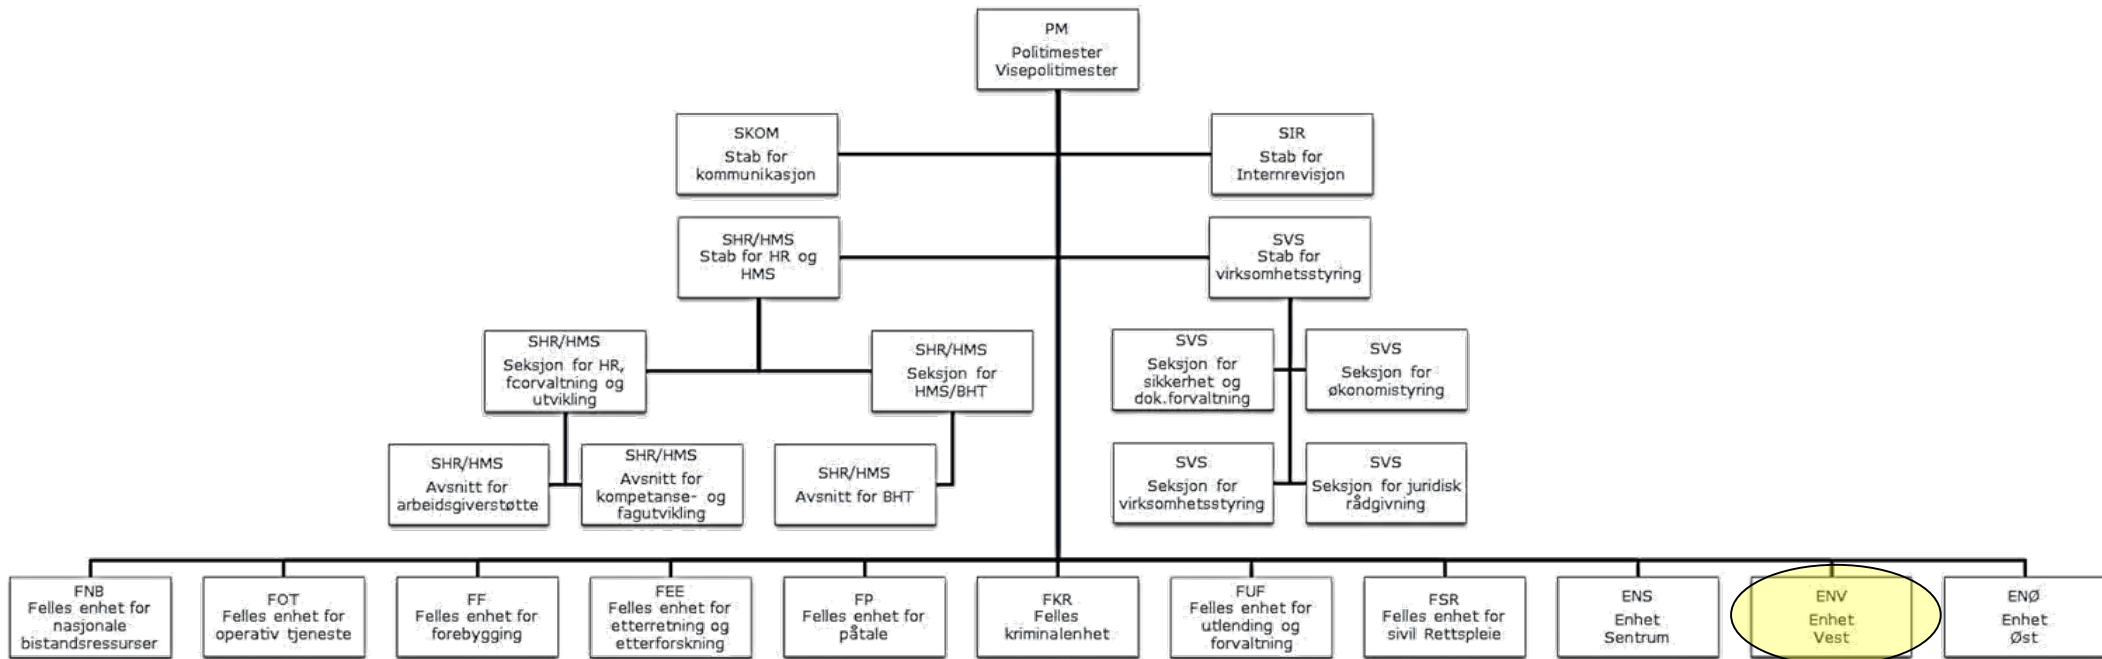 PM
Politimester
Visepolitimester
SKOM
Stab for
kommunikasjon
SIR
Stab for
Internrevisjon
SHR/HMS
Stab for HR og
HMS
SVS
Stab for
virksomhetsstyring
SHR/HMS
Seksjon for HR,
fcorvaltning og
utvikling
SHR/HMS
Seksjon for
HMS/BHT
SVS
Seksjon for
sikkerhet og
dok.forvaltning
SVS
Seksjon for
økonomistyring
SHR/HMS
Avsnitt for
arbeidsgiverstøtte
SHR/HMS
Avsnitt for
kompetanse- og
fagutvikling
SHR/HMS
Avsnitt for BHT
SVS
Seksjon for
virksomhetsstyring
SVS
Seksjon for juridisk
rådgivning
FNB
Felles enhet for
nasjonale
bistandsressurser
FOT
Felles enhet for
operativ tjeneste
FF
Felles enhet for
forebygging
FEE
Felles enhet for
etterretning og
etterforskning
FP
Felles enhet for
påtale
FKR
Felles
kriminalenhet
FUF
Felles enhet for
utlending og
forvaltning
FSR
Felles enhet for
sivil Rettspleie
ENS
Enhet
Sentrum
ENV
Enhet
Vest
ENØ
Enhet
Øst